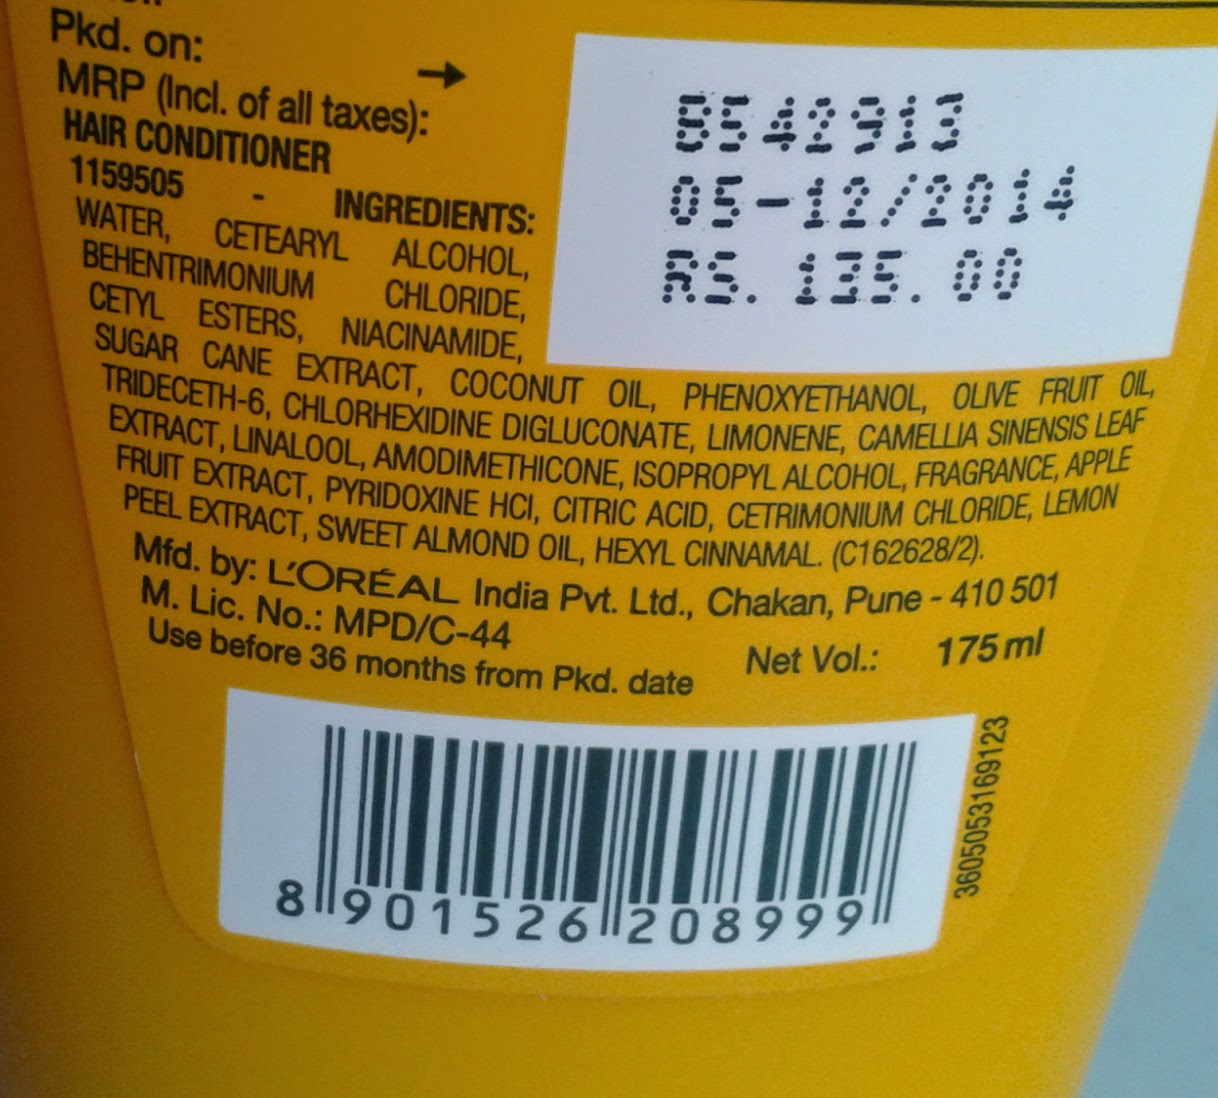 Pkd. on:
MRP (Incl. of all taxes):
B542913
05-12/2014
RS. 135. 00
HAIR CONDITIONER
1159505 - INGREDIENTS:
WATER, CETEARYL ALCOHOL,
BEHENTRIMONIUM CHLORIDE,
CETYL ESTERS, NIACINAMIDE,
SUGAR CANE EXTRACT, COCONUT OIL, PHENOXYETHANOL, OLIVE FRUIT OIL,
TRIDECETH-6, CHLORHEXIDINE DIGLUCONATE, LIMONENE, CAMELLIA SINENSIS LEAF
EXTRACT, LINALOOL, AMODIMETHICONE, ISOPROPYL ALCOHOL, FRAGRANCE, APPLE
FRUIT EXTRACT, PYRIDOXINE HCI, CITRIC ACID, CETRIMONIUM CHLORIDE, LEMON
PEEL EXTRACT, SWEET ALMOND OIL, HEXYL CINNAMAL. (C162628/2).
Mfd. by: L'ORÉAL India Pvt. Ltd., Chakan, Pune - 410 501
M. Lic. No.: MPD/C-44
Use before 36 months from Pkd. date
Net Vol.: 175 ml
8 901526 208999
3605053169123